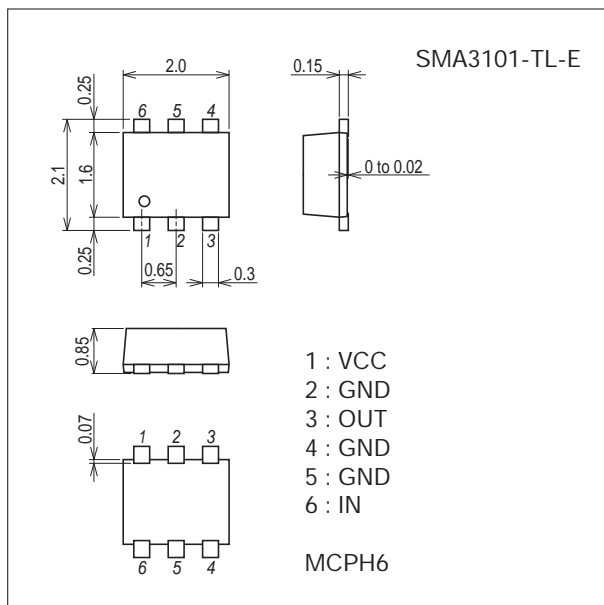 SMA3101-TL-E
2.0
0.15
0.25
6 5 4
2.1
1.6
0 to 0.02
0.25
1 2 3
0.65
0.3
0.85
1 : VCC
2 : GND
3 : OUT
4 : GND
5 : GND
6 : IN
0.07
1 2 3
6 5 4
MCPH6